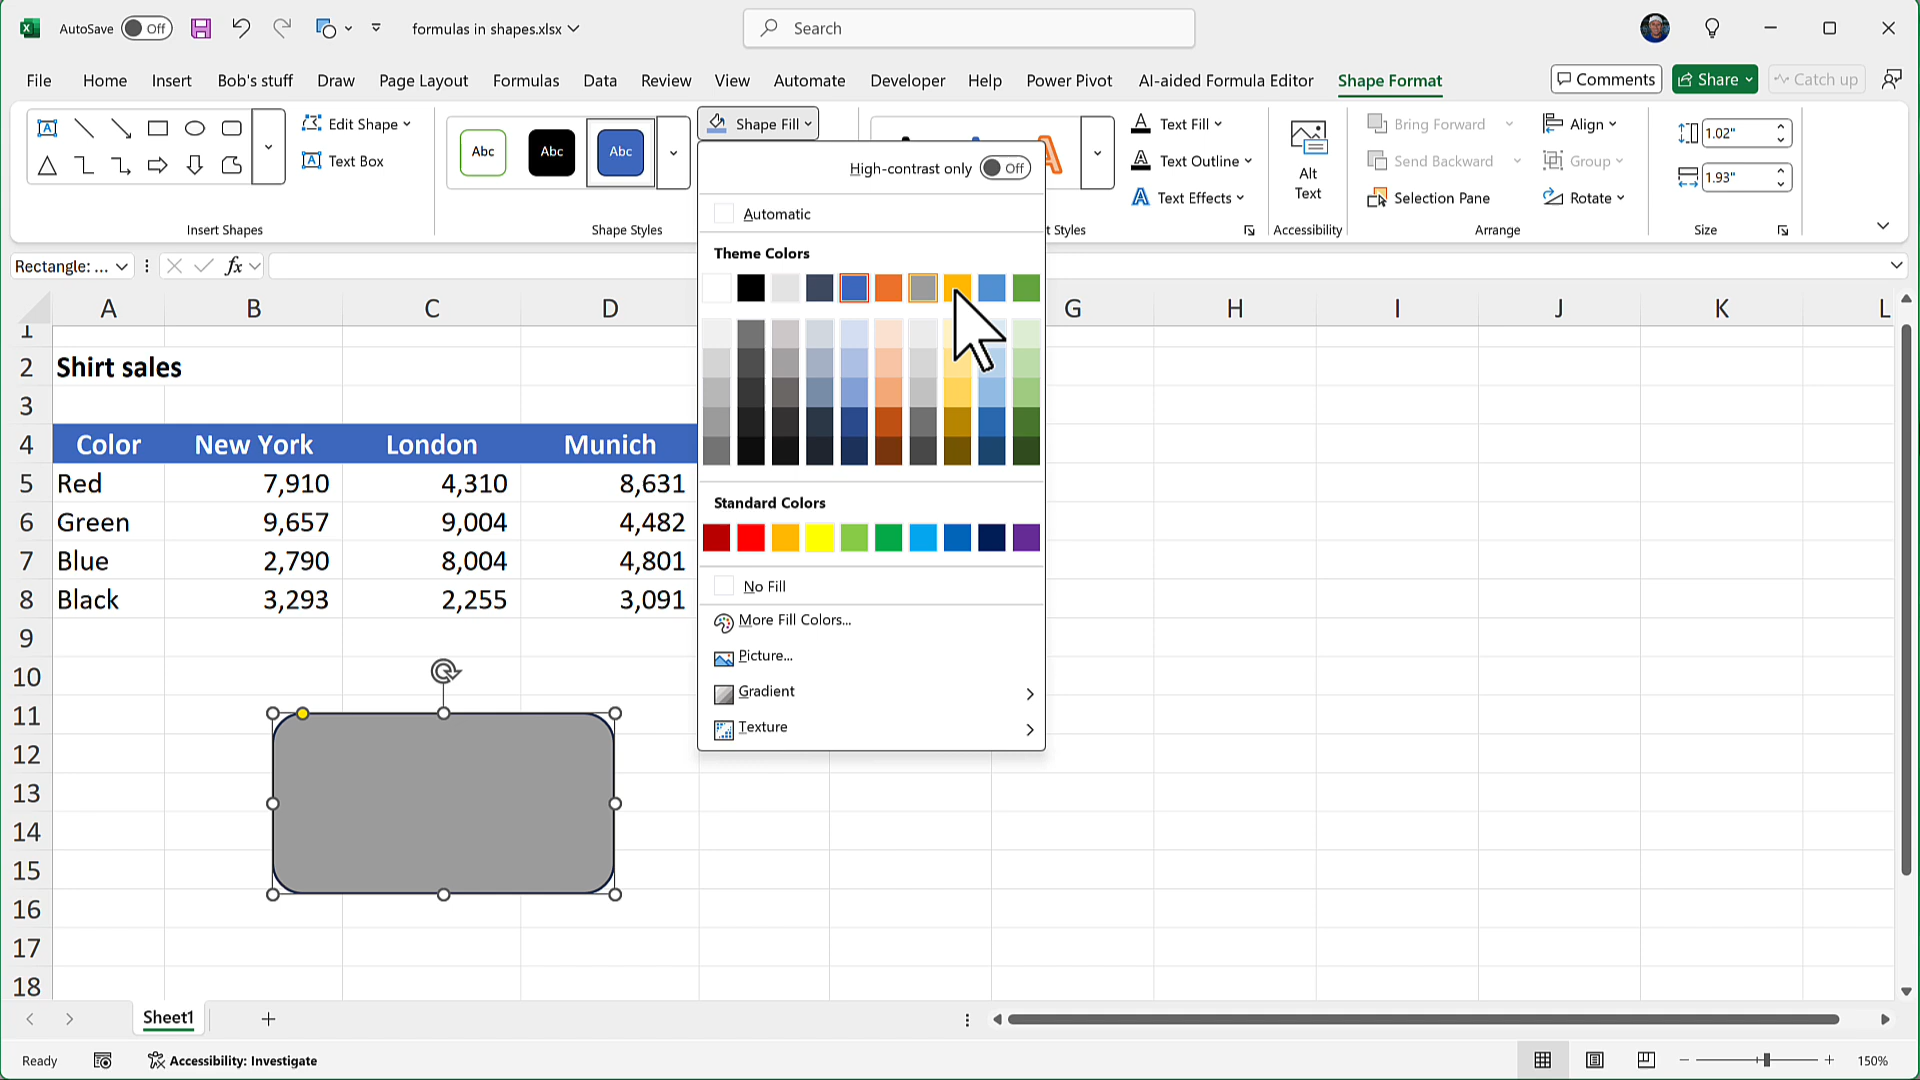 AutoSave Off formulas in shapes.xlsx Search
File Home Insert Bob's stuff Draw Page Layout Formulas Data Review View Automate Developer Help Power Pivot AI-aided Formula Editor Shape Format Comments Share Catch up
Edit Shape
Text Box
Insert Shapes
Abc Abc Abc
Shape Styles
Shape Fill
High-contrast only Off
Automatic
Theme Colors
Standard Colors
No Fill
More Fill Colors...
Picture...
Gradient
Texture
Text Fill
Text Outline
Text Effects
t Styles
Alt
Text
Accessibility
Bring Forward
Send Backward
Selection Pane
Align
Group
Rotate
Arrange
1.02"
1.93"
Size
Rectangle: ... fx
A B C D G H I J K L
1
2 Shirt sales
3
4 Color New York London Munich
5 Red 7,910 4,310 8,631
6 Green 9,657 9,004 4,482
7 Blue 2,790 8,004 4,801
8 Black 3,293 2,255 3,091
9
10
11
12
13
14
15
16
17
18
Sheet1
Ready Accessibility: Investigate 150%